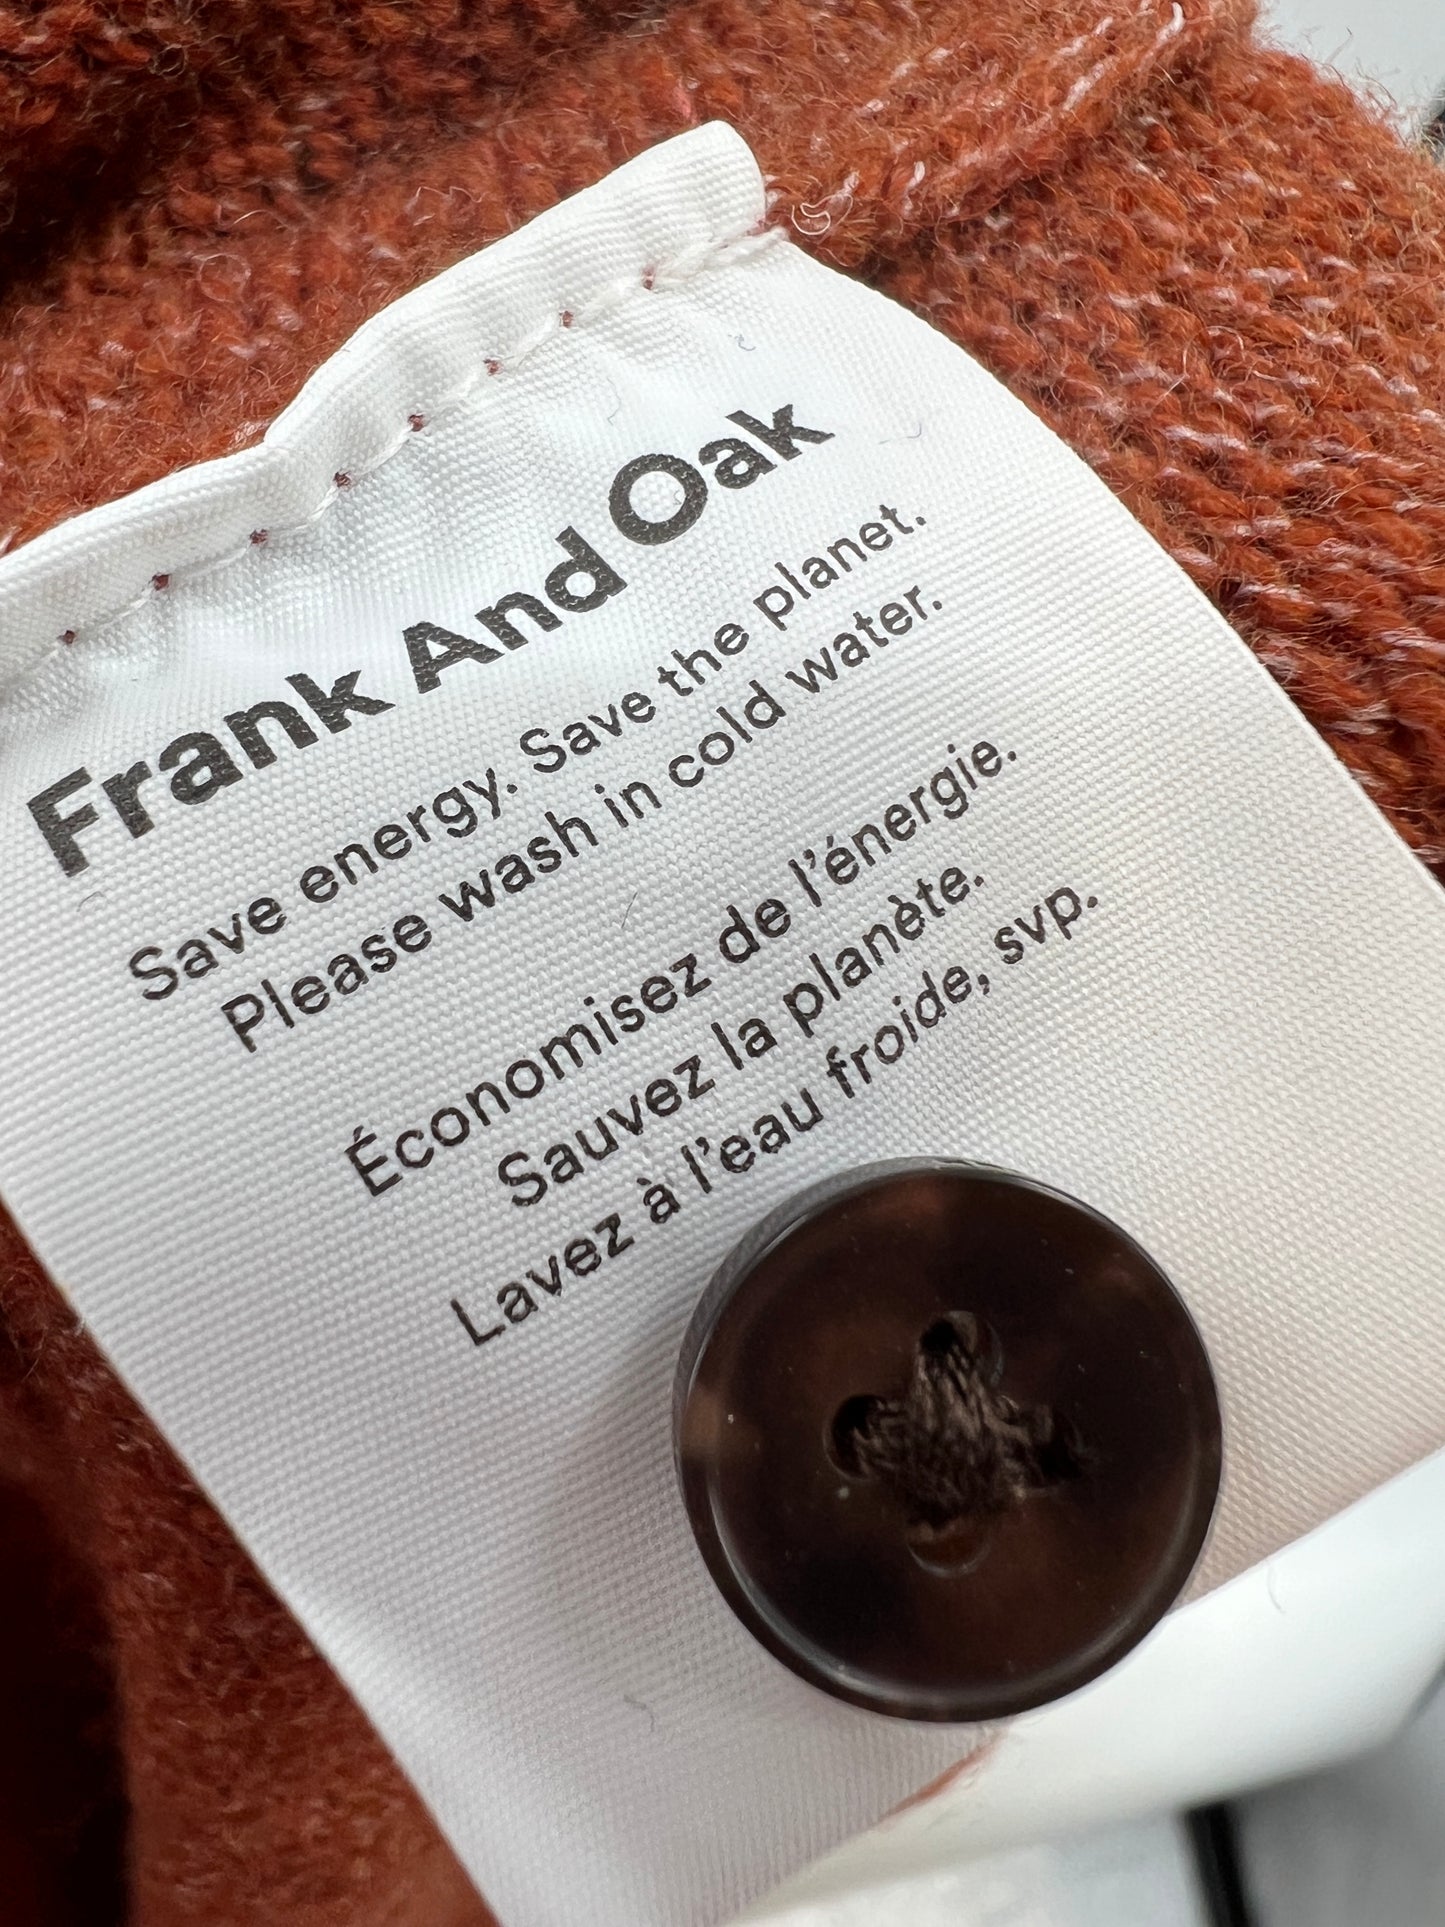 Frank And Oak
Save energy. Save the planet.
Please wash in cold water.
Économisez de l'énergie.
Sauvez la planète.
Lavez à l'eau froide, svp.